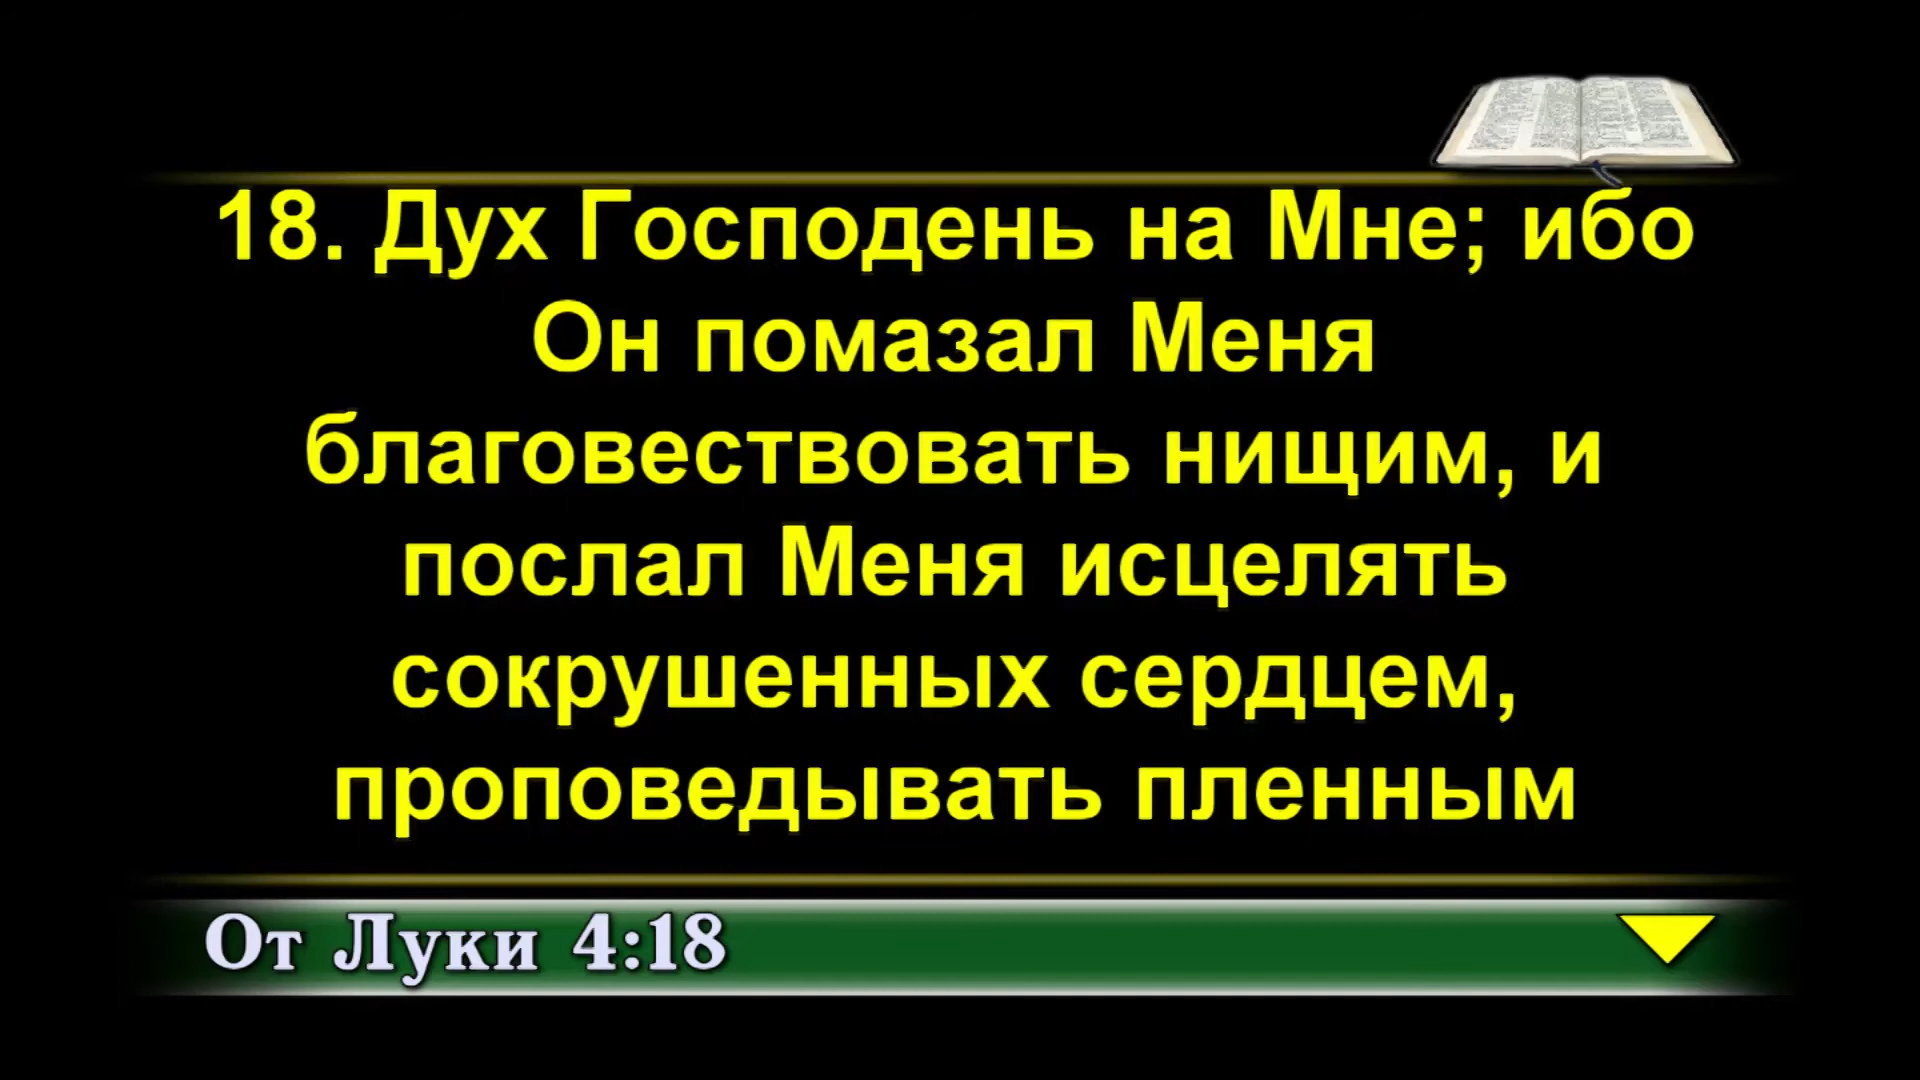 18. Дух Господень на Мне; ибо
Он помазал Меня
благовествовать нищим, и
послал Меня исцелять
сокрушенных сердцем,
проповедывать пленным
От Луки 4:18